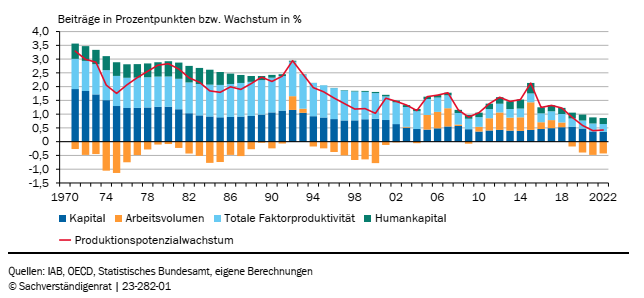 Beiträge in Prozentpunkten bzw. Wachstum in %
4,0
3,5
3,0
2,5
2,0
1,5
1,0
0,5
0
-0,5
-1,0
-1,5
1970 74 78 82 86 90 94 98 2002 06 10 14 18 2022
Kapital Arbeitsvolumen Totale Faktorproduktivität Humankapital
Produktionspotenzialwachstum
Quellen: IAB, OECD, Statistisches Bundesamt, eigene Berechnungen
© Sachverständigenrat | 23-282-01